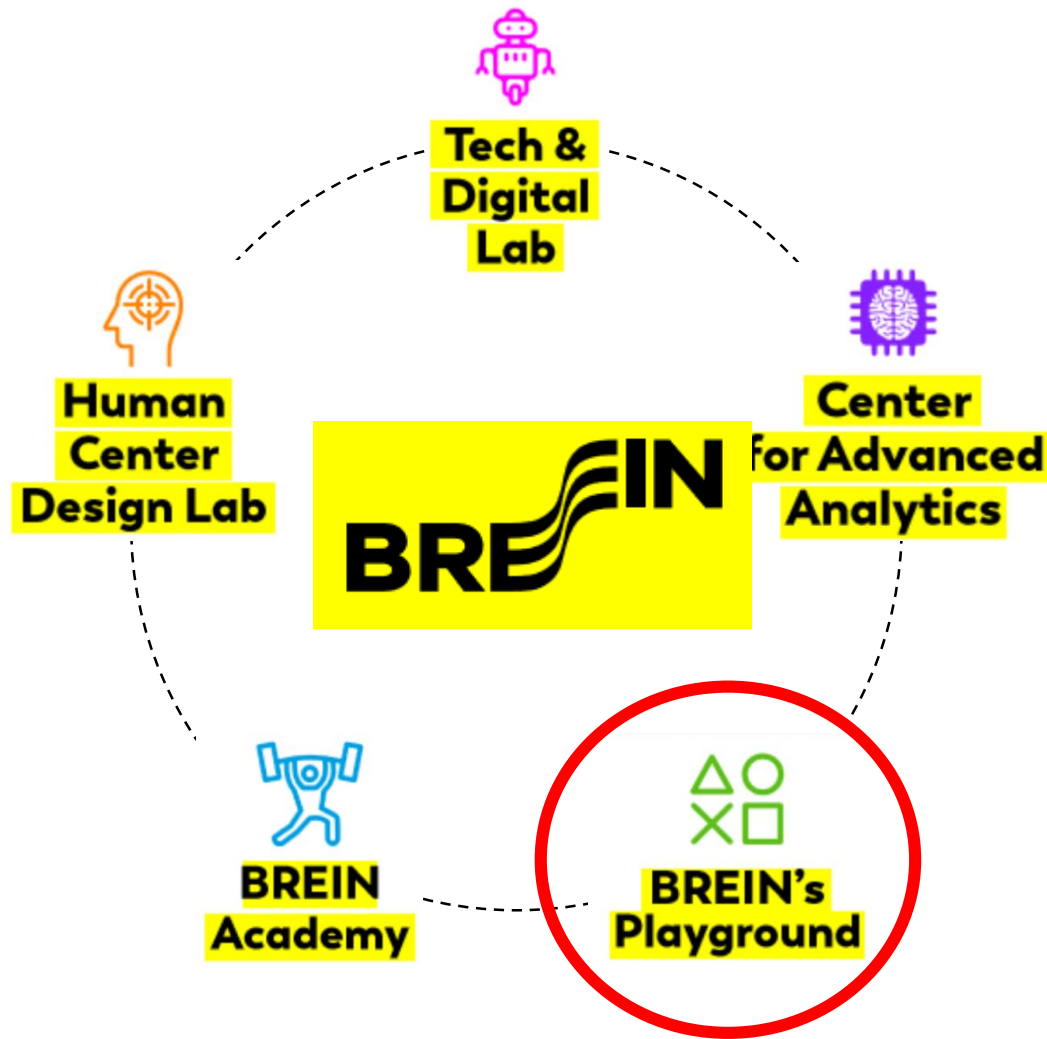 Tech &
Digital
Lab
Human
Center
Design Lab
Center
for Advanced
Analytics
BREIN
BREIN
Academy
BREIN’s
Playground